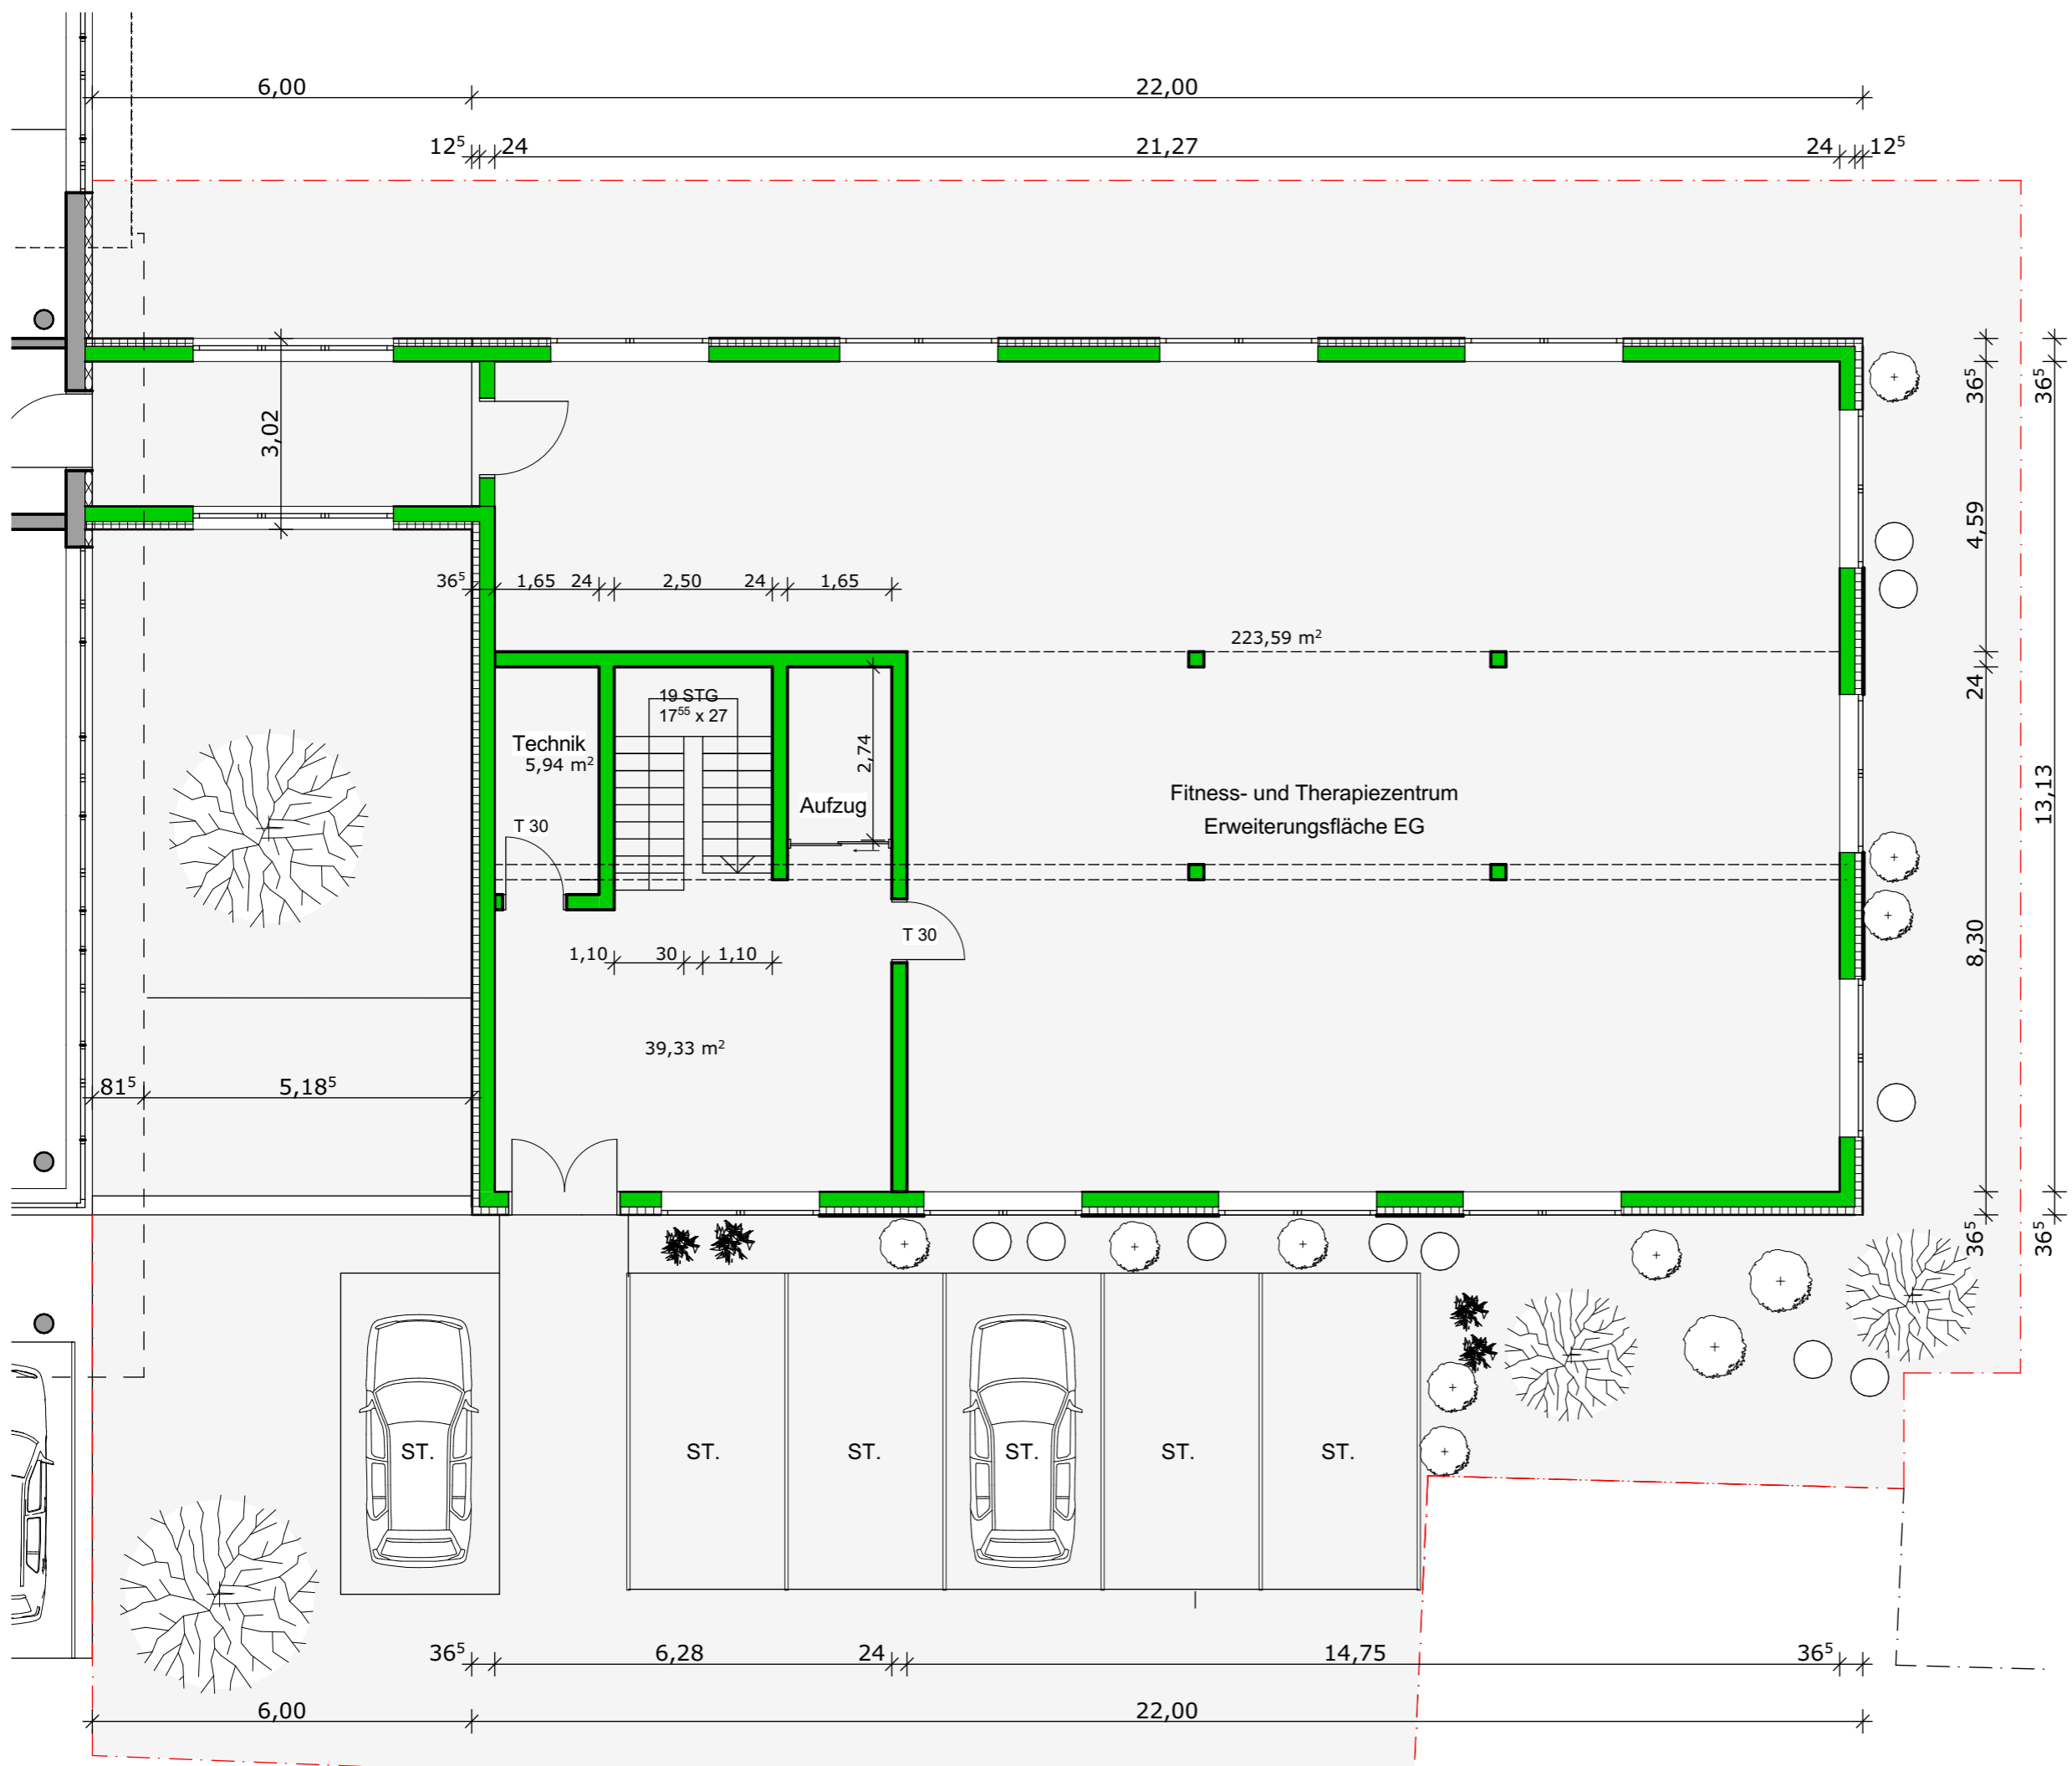 6,00
22,00
12⁵
24
21,27
24
12⁵
3,02
36⁵
36⁵
4,59
36⁵
1,65
24
2,50
24
1,65
223,59 m²
24
19 STG
17⁵⁵ x 27
Technik
5,94 m²
2,74
Aufzug
Fitness- und Therapiezentrum
Erweiterungsfläche EG
13,13
T 30
T 30
8,30
1,10
30
1,10
39,33 m²
81⁵
5,18⁵
36⁵
36⁵
ST.
ST.
ST.
ST.
ST.
ST.
36⁵
6,28
24
14,75
36⁵
6,00
22,00